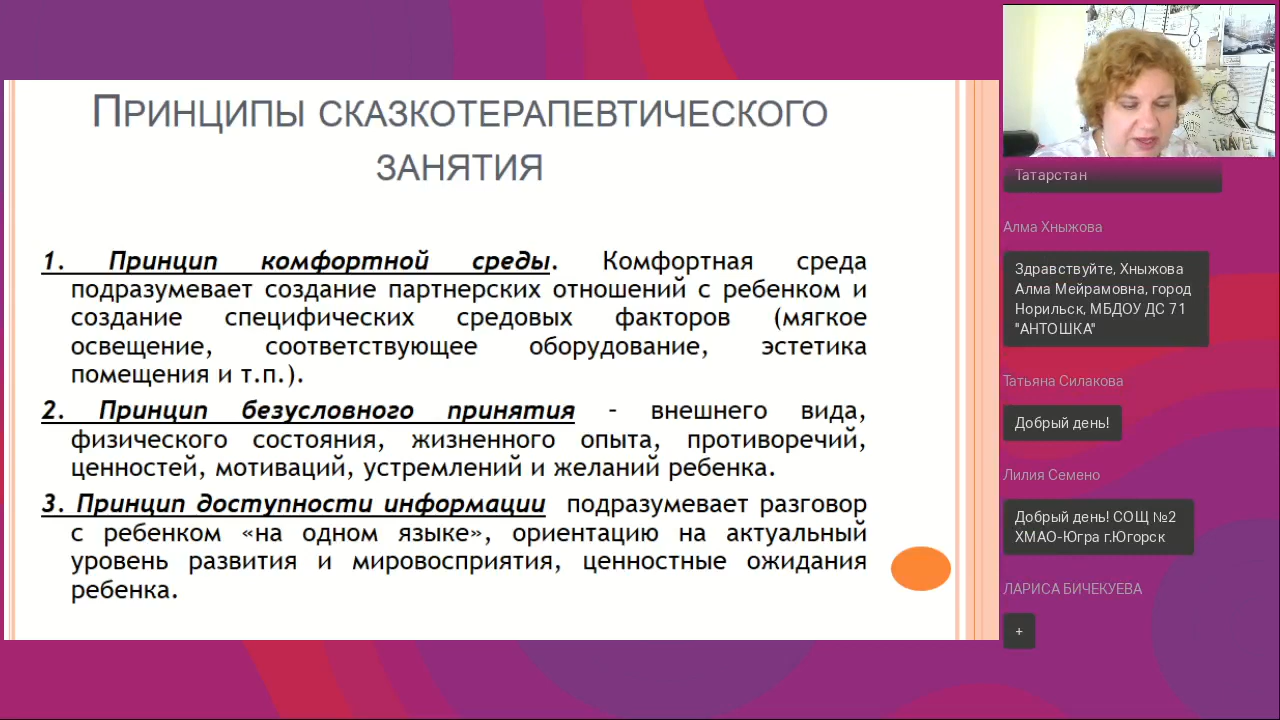 ПРИНЦИПЫ СКАЗКОТЕРАПЕВТИЧЕСКОГО
ЗАНЯТИЯ
1. Принцип комфортной среды. Комфортная среда
подразумевает создание партнерских отношений с ребенком и
создание специфических средовых факторов (мягкое
освещение, соответствующее оборудование, эстетика
помещения и т.п.).
2. Принцип безусловного принятия – внешнего вида,
физического состояния, жизненного опыта, противоречий,
ценностей, мотиваций, устремлений и желаний ребенка.
3. Принцип доступности информации подразумевает разговор
с ребенком «на одном языке», ориентацию на актуальный
уровень развития и мировосприятия, ценностные ожидания
ребенка.
TRAVEL
Татарстан
Алма Хныжова
Здравствуйте, Хныжова
Алма Мейрамовна, город
Норильск, МБДОУ ДС 71
"АНТОШКА"
Татьяна Силакова
Добрый день!
Лилия Семено
Добрый день! СОЩ №2
ХМАО-Югра г.Югорск
ЛАРИСА БИЧЕКУЕВА
+